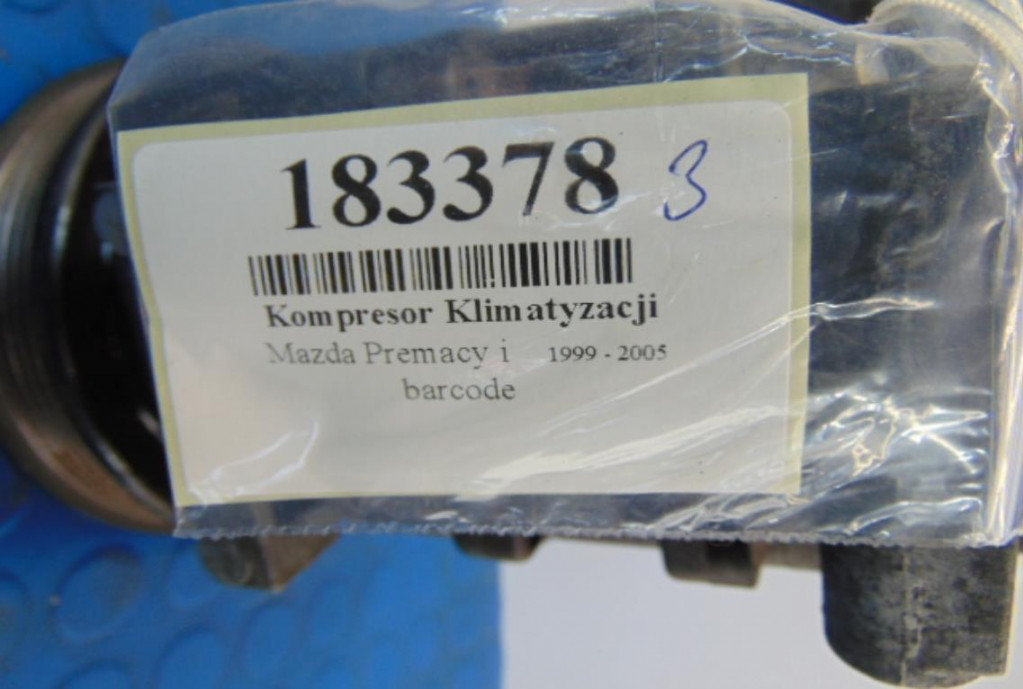 183378 3
Kompresor Klimatyzacji
Mazda Premacy i 1999 - 2005
barcode